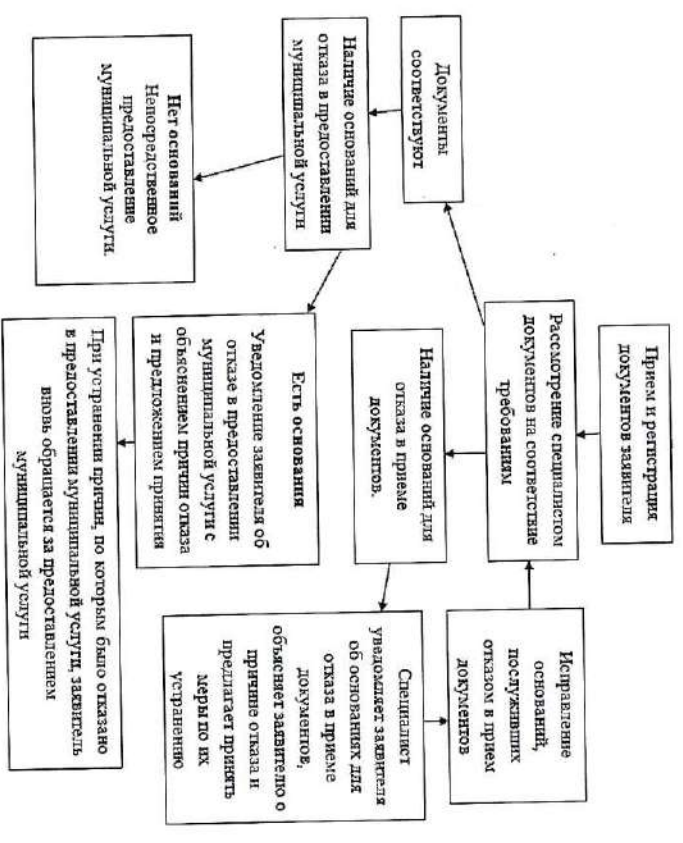 Прием и регистрация
документов заявителя
Рассмотрение специалистом
документов на соответствие
требованиям
Исправление
оснований,
послуживших
отказом в прием
документов
Документы
соответствуют
Наличие оснований для
отказа в приеме
документов.
Специалист
уведомляет заявителя
об основаниях для
отказа в приеме
документов,
объясняет заявителю о
причине отказа и
предлагает принять
меры по их
устранению
Наличие оснований для
отказа в предоставлении
муниципальной услуги
Есть основания
Уведомление заявителя об
отказе в предоставлении
муниципальной услуги с
объяснением причин отказа
и предложением принятия
Нет оснований
Непосредственное
предоставление
муниципальной услуги.
При устранении причин, по которым было отказано
в предоставлении муниципальной услуги, заявитель
вновь обращается за предоставлением
муниципальной услуги